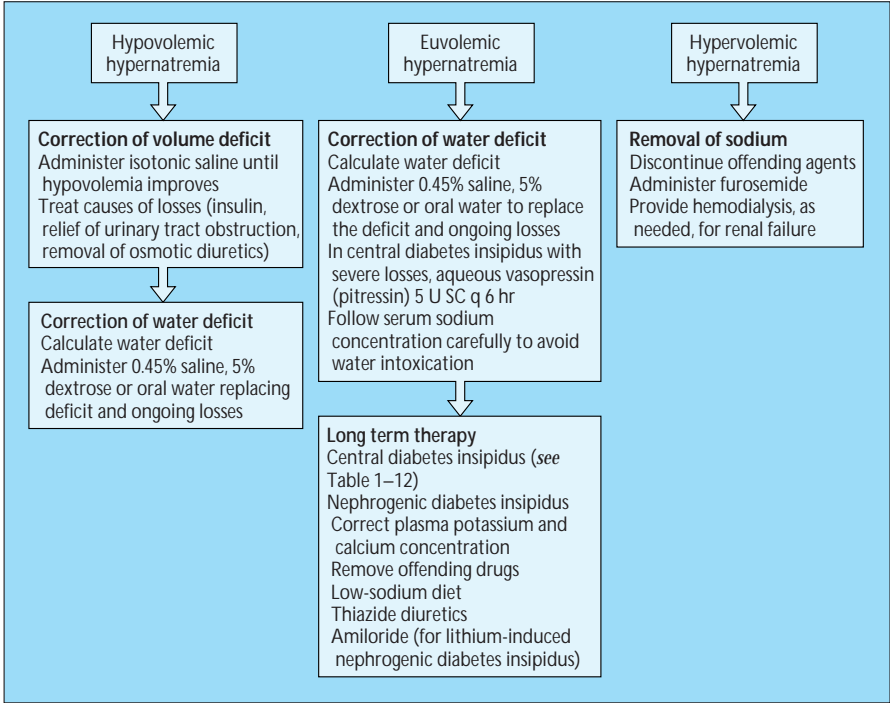 Hypovolemic
hypernatremia
Correction of volume deficit
Administer isotonic saline until
hypovolemia improves
Treat causes of losses (insulin,
relief of urinary tract obstruction,
removal of osmotic diuretics)
Correction of water deficit
Calculate water deficit
Administer 0.45% saline, 5%
dextrose or oral water replacing
deficit and ongoing losses
Euvolemic
hypernatremia
Correction of water deficit
Calculate water deficit
Administer 0.45% saline, 5%
dextrose or oral water to replace
the deficit and ongoing losses
In central diabetes insipidus with
severe losses, aqueous vasopressin
(pitressin) 5 U SC q 6 hr
Follow serum sodium
concentration carefully to avoid
water intoxication
Long term therapy
Central diabetes insipidus (see
Table 1–12)
Nephrogenic diabetes insipidus
Correct plasma potassium and
calcium concentration
Remove offending drugs
Low-sodium diet
Thiazide diuretics
Amiloride (for lithium-induced
nephrogenic diabetes insipidus)
Hypervolemic
hypernatremia
Removal of sodium
Discontinue offending agents
Administer furosemide
Provide hemodialysis, as
needed, for renal failure